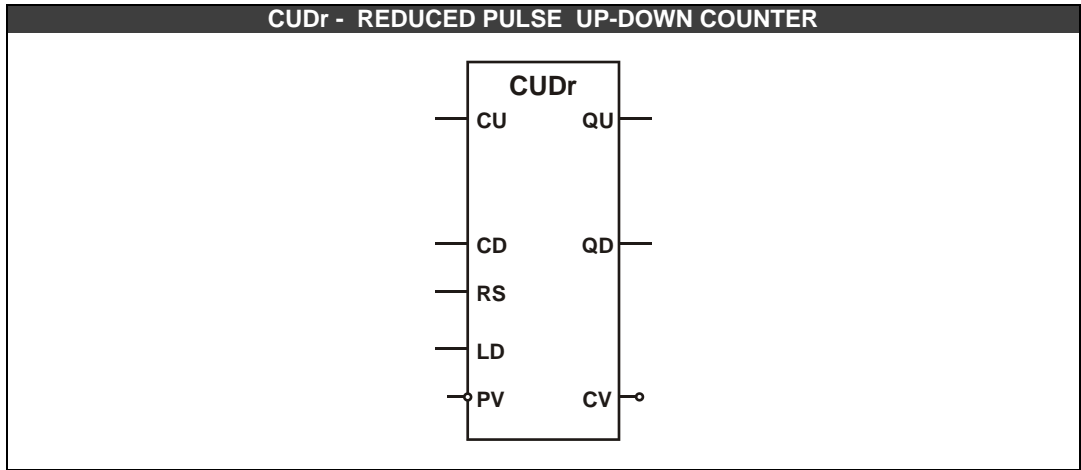 CUDr - REDUCED PULSE UP-DOWN COUNTER
CUDr
CU QU
CD QD
RS
LD
PV CV